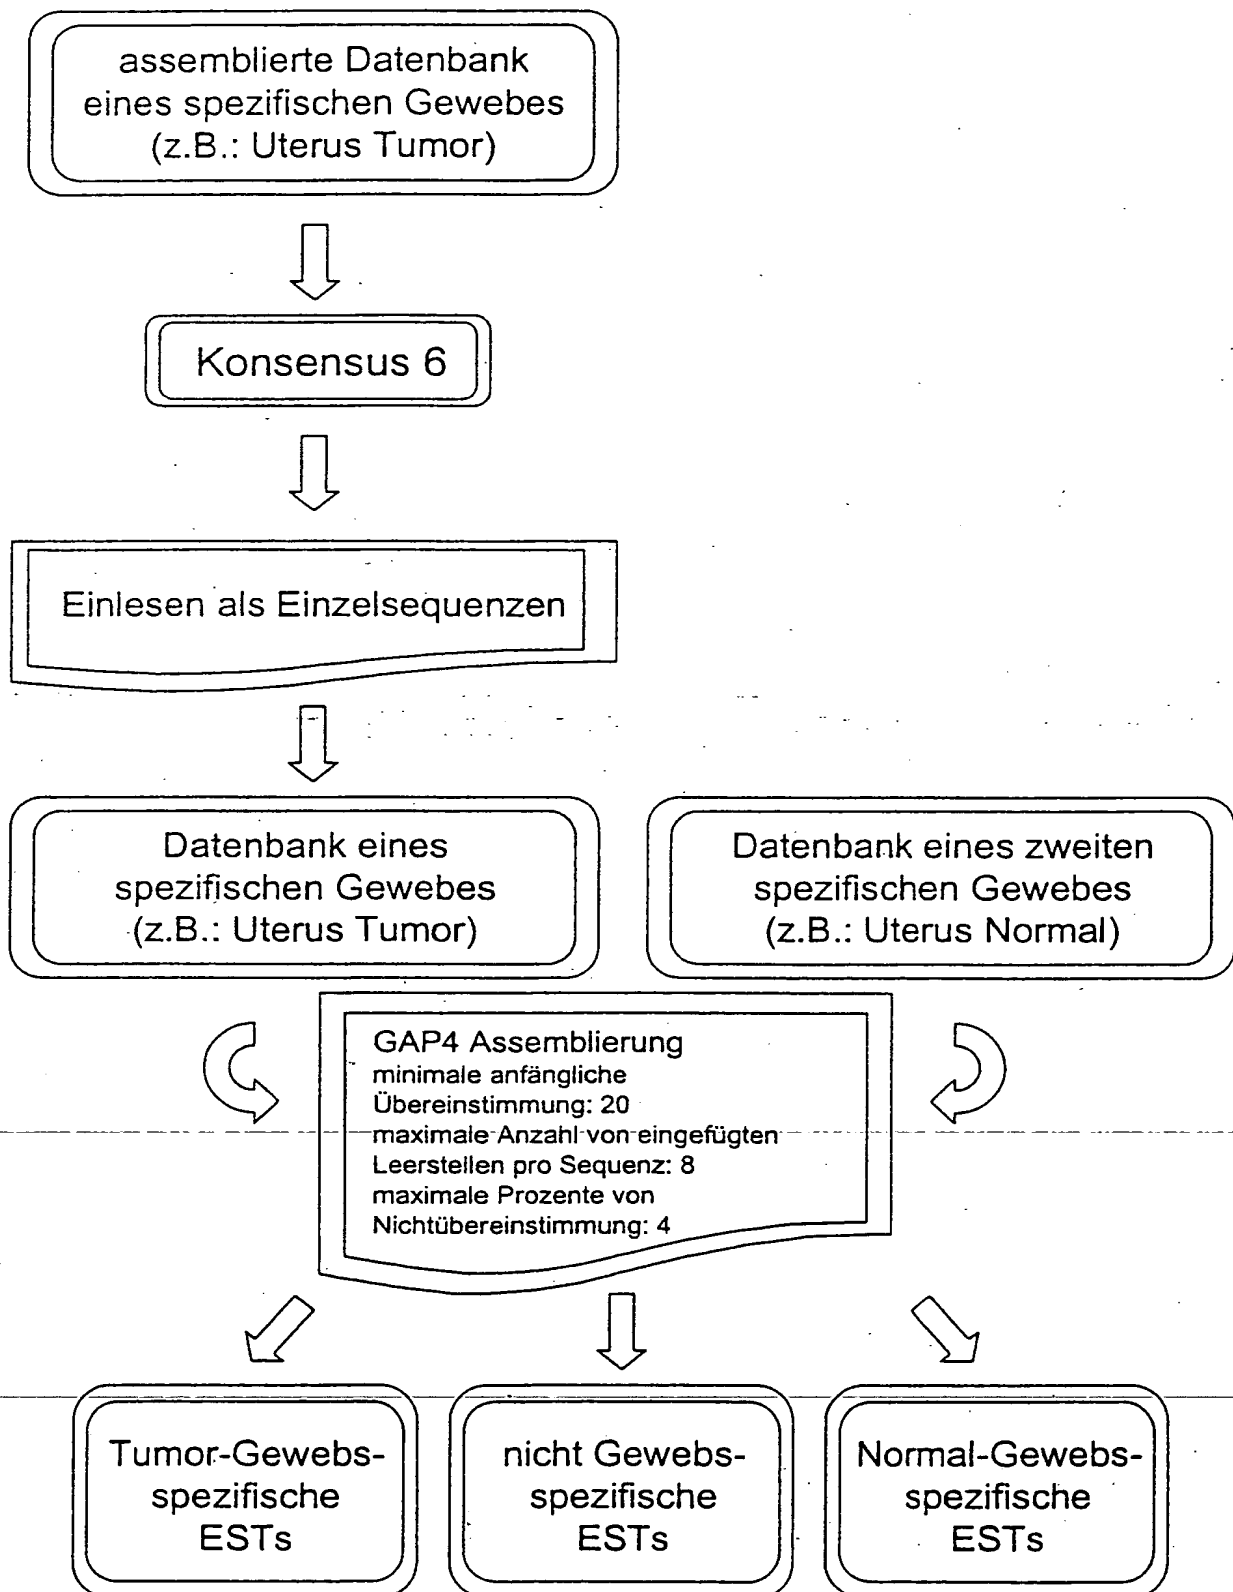 assemblierte Datenbank
eines spezifischen Gewebes
(z.B.: Uterus Tumor)
Konsensus 6
Einlesen als Einzelsequenzen
Datenbank eines
spezifischen Gewebes
(z.B.: Uterus Tumor)
Datenbank eines zweiten
spezifischen Gewebes
(z.B.: Uterus Normal)
GAP4 Assemblierung
minimale anfängliche
Übereinstimmung: 20
maximale Anzahl von eingefügten
Leerstellen pro Sequenz: 8
maximale Prozente von
Nichtübereinstimmung: 4
Tumor-Gewebs-
spezifische
ESTs
nicht Gewebs-
spezifische
ESTs
Normal-Gewebs-
spezifische
ESTs